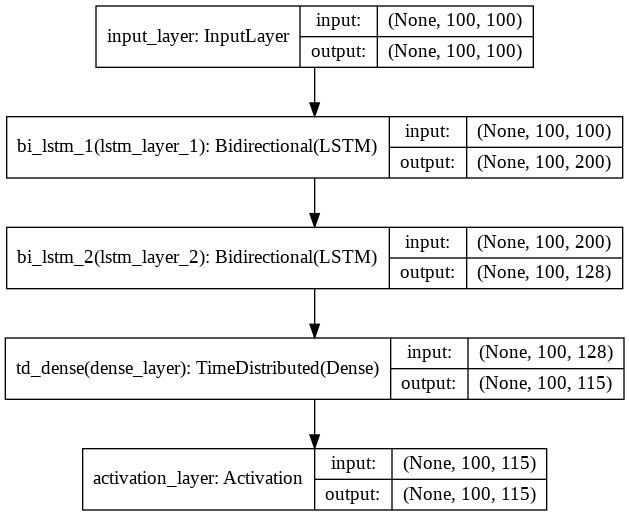 input_layer: InputLayer
input: (None, 100, 100)
output: (None, 100, 100)
bi_lstm_1(lstm_layer_1): Bidirectional(LSTM)
input: (None, 100, 100)
output: (None, 100, 200)
bi_lstm_2(lstm_layer_2): Bidirectional(LSTM)
input: (None, 100, 200)
output: (None, 100, 128)
td_dense(dense_layer): TimeDistributed(Dense)
input: (None, 100, 128)
output: (None, 100, 115)
activation_layer: Activation
input: (None, 100, 115)
output: (None, 100, 115)